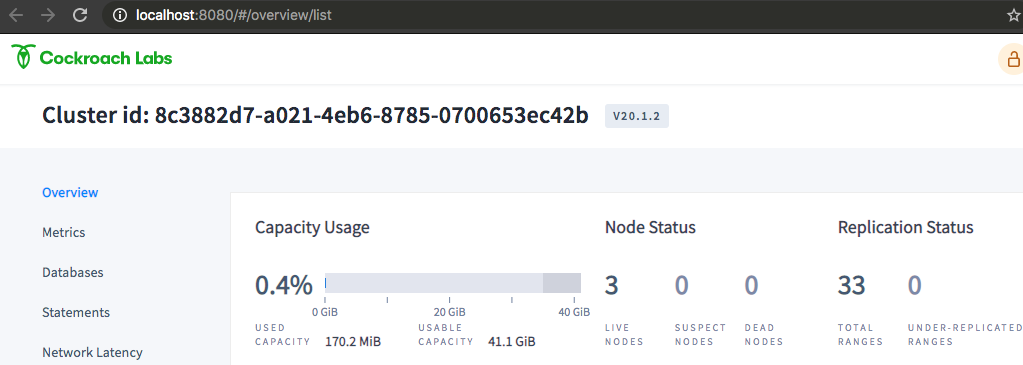 localhost:8080/#/overview/list
Cockroach Labs
Cluster id: 8c3882d7-a021-4eb6-8785-0700653ec42b V20.1.2
Overview
Metrics
Databases
Statements
Network Latency
Capacity Usage
0.4%
0 GiB 20 GiB 40 GiB
USED CAPACITY 170.2 MiB
USABLE CAPACITY 41.1 GiB
Node Status
3 LIVE NODES
0 SUSPECT NODES
0 DEAD NODES
Replication Status
33 TOTAL RANGES
0 UNDER-REPLICATED RANGES